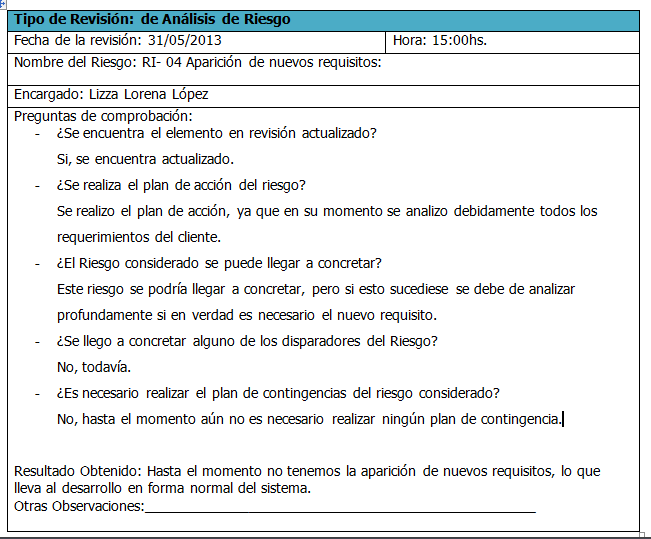 Tipo de Revisión: de Análisis de Riesgo
Fecha de la revisión: 31/05/2013 Hora: 15:00hs.
Nombre del Riesgo: RI- 04 Aparición de nuevos requisitos:
Encargado: Lizza Lorena López
Preguntas de comprobación:
- ¿Se encuentra el elemento en revisión actualizado?
Si, se encuentra actualizado.
- ¿Se realiza el plan de acción del riesgo?
Se realizo el plan de acción, ya que en su momento se analizo debidamente todos los
requerimientos del cliente.
- ¿El Riesgo considerado se puede llegar a concretar?
Este riesgo se podría llegar a concretar, pero si esto sucediese se debe de analizar
profundamente si en verdad es necesario el nuevo requisito.
- ¿Se llego a concretar alguno de los disparadores del Riesgo?
No, todavía.
- ¿Es necesario realizar el plan de contingencias del riesgo considerado?
No, hasta el momento aún no es necesario realizar ningún plan de contingencia.
Resultado Obtenido: Hasta el momento no tenemos la aparición de nuevos requisitos, lo que
lleva al desarrollo en forma normal del sistema.
Otras Observaciones:________________________________________________